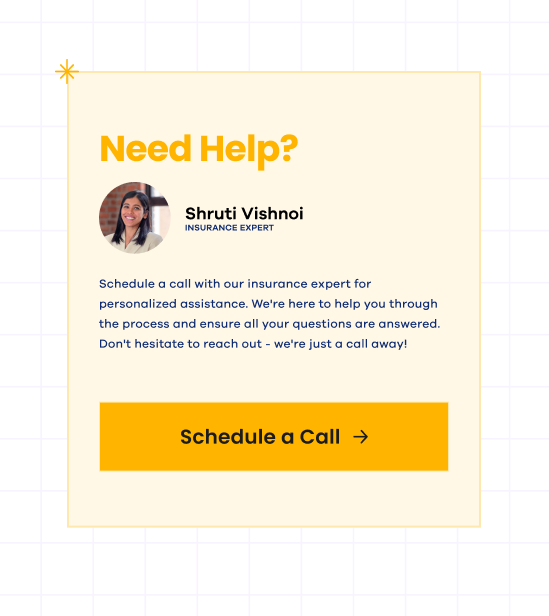 Need Help?
Shruti Vishnoi
INSURANCE EXPERT
Schedule a call with our insurance expert for
personalized assistance. We're here to help you through
the process and ensure all your questions are answered.
Don't hesitate to reach out - we're just a call away!
Schedule a Call →